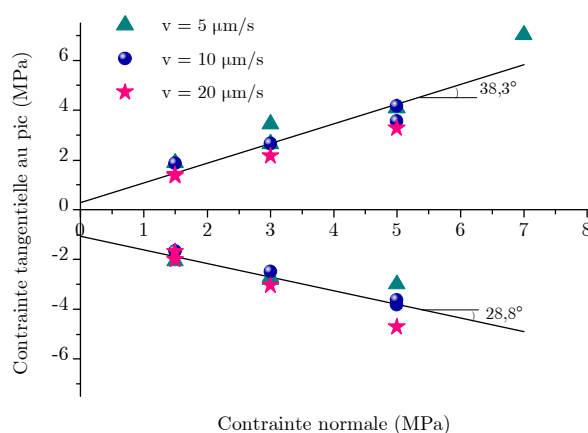 v = 5 μm/s
v = 10 μm/s
v = 20 μm/s
Contrainte tangentielle au pic (MPa)
6
4
2
0
-2
-4
-6
38,3°
0 1 2 3 4 5 6 7 8
28,8°
Contrainte normale (MPa)